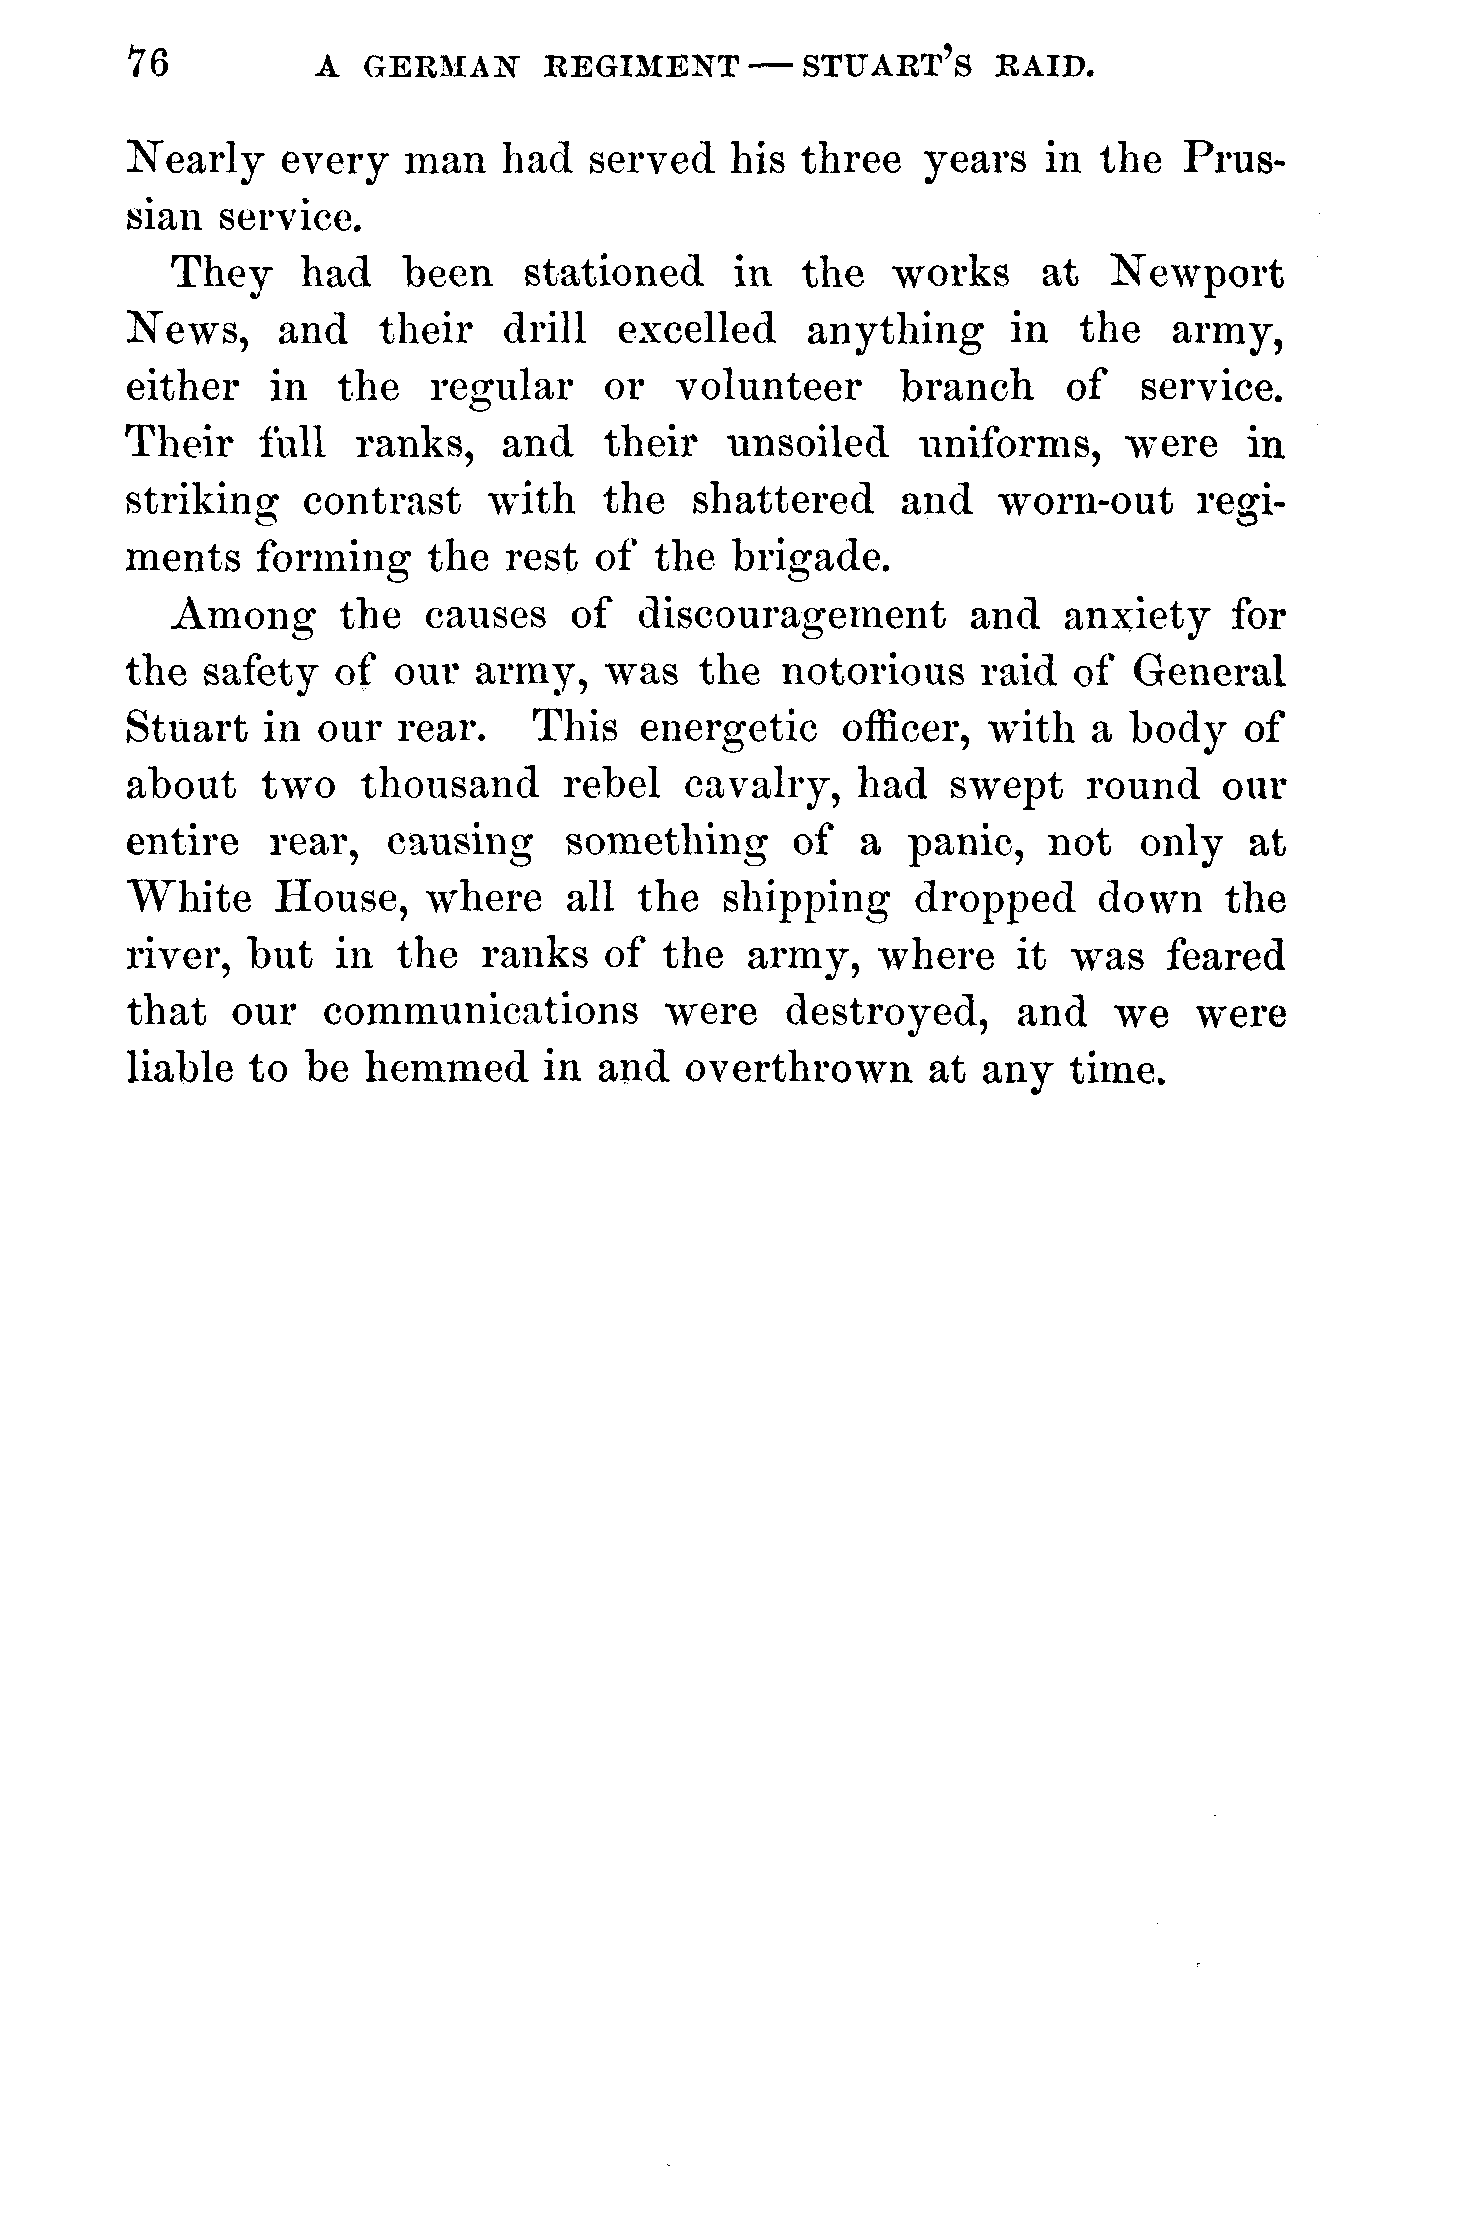 76 A GERMAN REGIMENT — STUART'S RAID.
Nearly every man had served his three years in the Prus-
sian service.
They had been stationed in the works at Newport
News, and their drill excelled anything in the army,
either in the regular or volunteer branch of service.
Their full ranks, and their unsoiled uniforms, were in
striking contrast with the shattered and worn-out regi-
ments forming the rest of the brigade.
Among the causes of discouragement and anxiety for
the safety of our army, was the notorious raid of General
Stuart in our rear. This energetic officer, with a body of
about two thousand rebel cavalry, had swept round our
entire rear, causing something of a panic, not only at
White House, where all the shipping dropped down the
river, but in the ranks of the army, where it was feared
that our communications were destroyed, and we were
liable to be hemmed in and overthrown at any time.